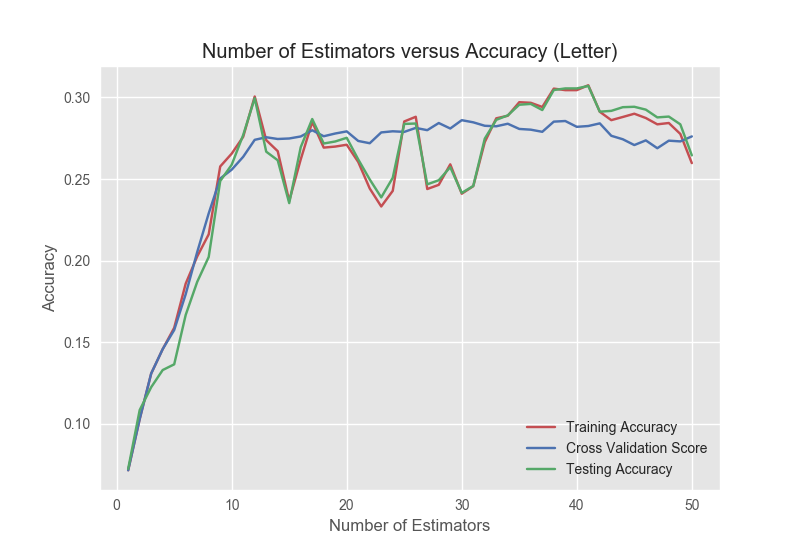 Number of Estimators versus Accuracy (Letter)
Accuracy
0.30
0.25
0.20
0.15
0.10
Training Accuracy
Cross Validation Score
Testing Accuracy
0 10 20 30 40 50
Number of Estimators